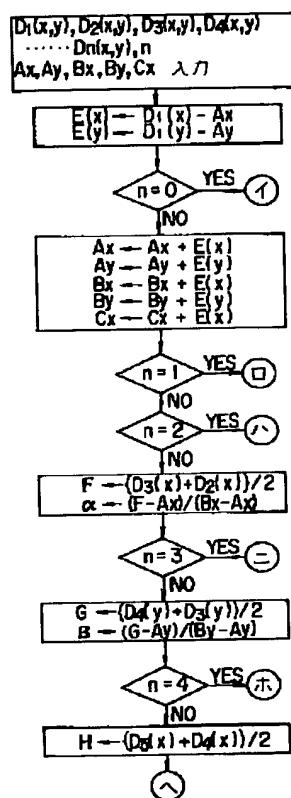 D1(x,y), D2(x,y), D3(x,y), D4(x,y)
······ Dn(x,y), n
Ax, Ay, Bx, By, Cx 入力
E(x) ← D1(x) - Ax
E(y) ← D1(y) - Ay
n=0 YES イ
NO
Ax ← Ax + E(x)
Ay ← Ay + E(y)
Bx ← Bx + E(x)
By ← By + E(y)
Cx ← Cx + E(x)
n=1 YES ロ
NO
n=2 YES ハ
NO
F ← {D3(x)+D2(x)}/2
α ← (F-Ax)/(Bx-Ax)
n=3 YES ニ
NO
G ← {D4(y)+D3(y)}/2
B ← (G-Ay)/(By-Ay)
n=4 YES ホ
NO
H ← {D5(x)+D4(x)}/2
ヘ